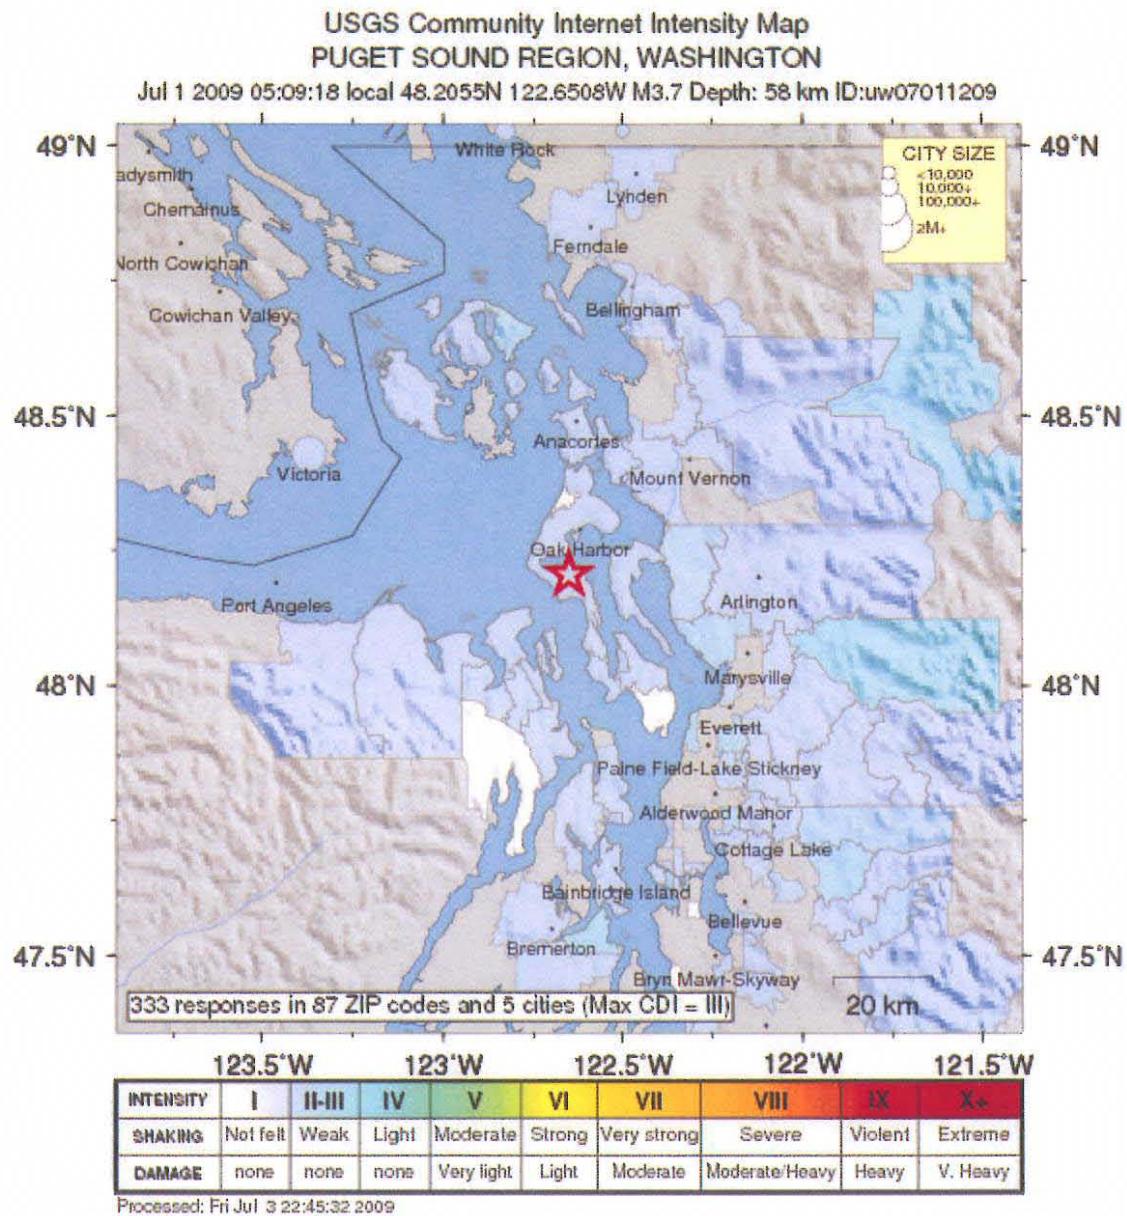 USGS Community Internet Intensity Map
PUGET SOUND REGION, WASHINGTON
Jul 1 2009 05:09:18 local 48.2055N 122.6508W M3.7 Depth: 58 km ID:uw07011209
49°N
49°N
White Rock
CITY SIZE
<10,000
10,000+
100,000+
2M+
adysmith
Lynden
Chemainus
Ferndale
North Cowichan
Bellingham
Cowichan Valley
48.5°N
48.5°N
Anacortes
Victoria
Mount Vernon
Oak Harbor
Port Angeles
Arlington
48°N
48°N
Marysville
Everett
Paine Field-Lake Stickney
Alderwood Manor
Cottage Lake
Bainbridge Island
Bellevue
Bremerton
47.5°N
47.5°N
Bryn Mawr-Skyway
333 responses in 87 ZIP codes and 5 cities (Max CDI = III)
20 km
123.5°W 123°W 122.5°W 122°W 121.5°W
INTENSITY I II-III IV V VI VII VIII IX X+
SHAKING Not felt Weak Light Moderate Strong Very strong Severe Violent Extreme
DAMAGE none none none Very light Light Moderate Moderate/Heavy Heavy V. Heavy
Processed: Fri Jul 3 22:45:32 2009